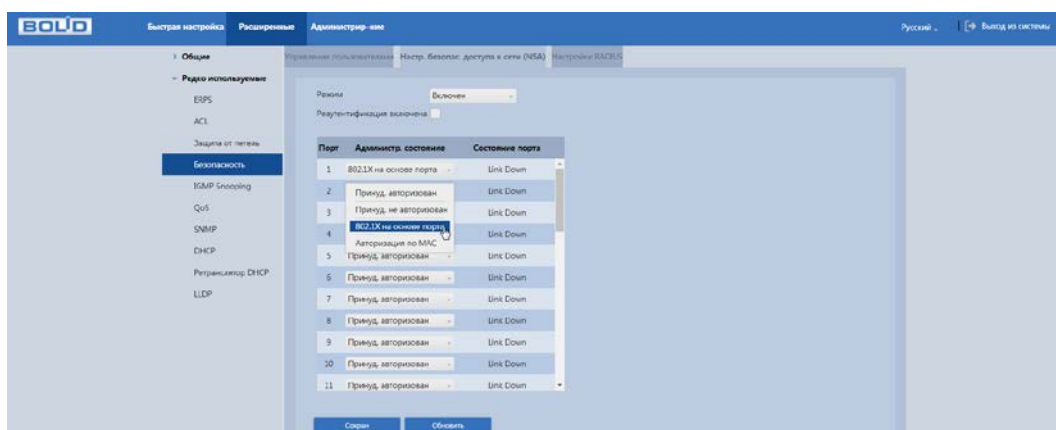 BOLID Быстрая настройка Расширенные Администрир-ние Русский Выход из системы
Общие
Управление пользователями Настр. безопас. доступа к сети (NSA) Настройки RADIUS
Редко используемые
ERPS
ACL
Защита от петель
Безопасность
IGMP Snooping
QoS
SNMP
DHCP
Ретранслятор DHCP
LLDP
Режим Включен
Реаутентификация включена
Порт Администр. состояние Состояние порта
1 802.1X на основе порта Link Down
2 Link Down
3 Link Down
4 Link Down
Принуд. авторизован
Принуд. не авторизован
802.1X на основе порта
Авторизация по MAC
5 Принуд. авторизован Link Down
6 Принуд. авторизован Link Down
7 Принуд. авторизован Link Down
8 Принуд. авторизован Link Down
9 Принуд. авторизован Link Down
10 Принуд. авторизован Link Down
11 Принуд. авторизован Link Down
Сохран Обновить